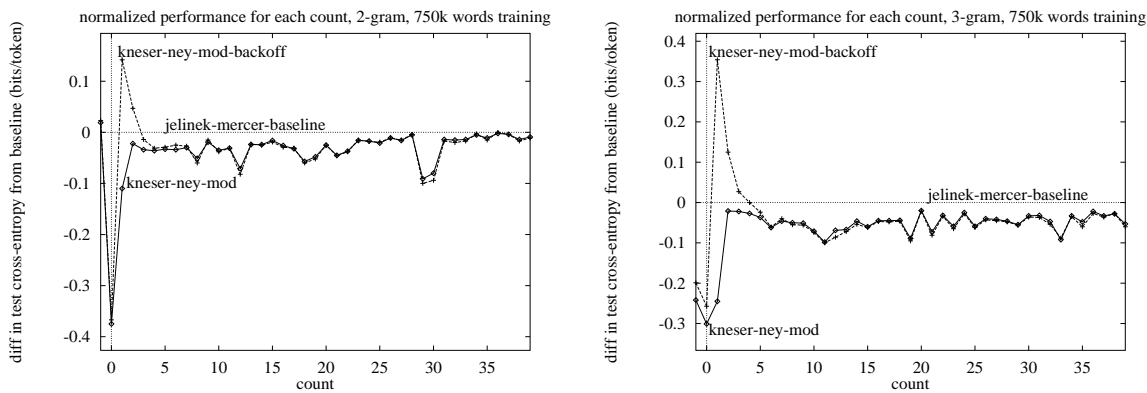 normalized performance for each count, 2-gram, 750k words training
diff in test cross-entropy from baseline (bits/token)
0.1
0
-0.1
-0.2
-0.3
-0.4
kneser-ney-mod-backoff
jelinek-mercer-baseline
kneser-ney-mod
0 5 10 15 20 25 30 35
count
normalized performance for each count, 3-gram, 750k words training
diff in test cross-entropy from baseline (bits/token)
0.4
0.3
0.2
0.1
0
-0.1
-0.2
-0.3
kneser-ney-mod-backoff
jelinek-mercer-baseline
kneser-ney-mod
0 5 10 15 20 25 30 35
count